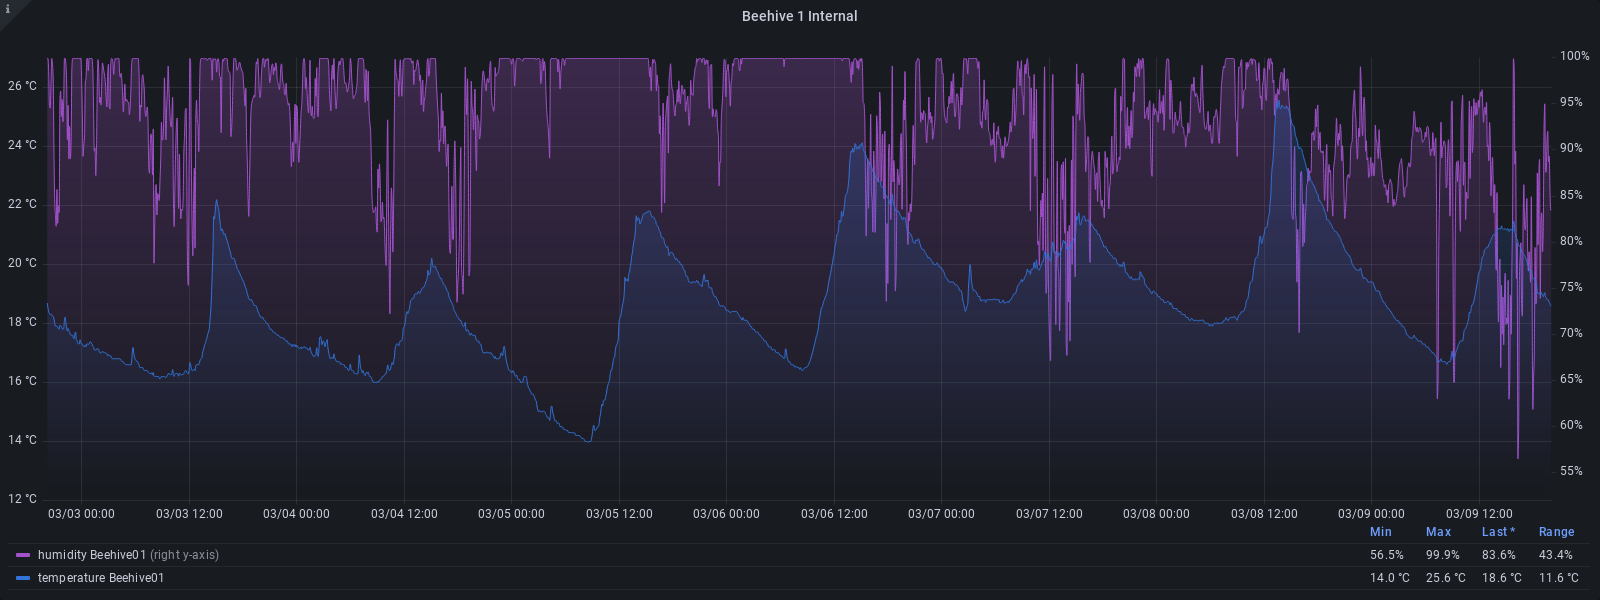 i
Beehive 1 Internal
26 °C
24 °C
22 °C
20 °C
18 °C
16 °C
14 °C
12 °C
100%
95%
90%
85%
80%
75%
70%
65%
60%
55%
03/03 00:00 03/03 12:00 03/04 00:00 03/04 12:00 03/05 00:00 03/05 12:00 03/06 00:00 03/06 12:00 03/07 00:00 03/07 12:00 03/08 00:00 03/08 12:00 03/09 00:00 03/09 12:00
Min Max Last * Range
humidity Beehive01 (right y-axis) 56.5% 99.9% 83.6% 43.4%
temperature Beehive01 14.0 °C 25.6 °C 18.6 °C 11.6 °C